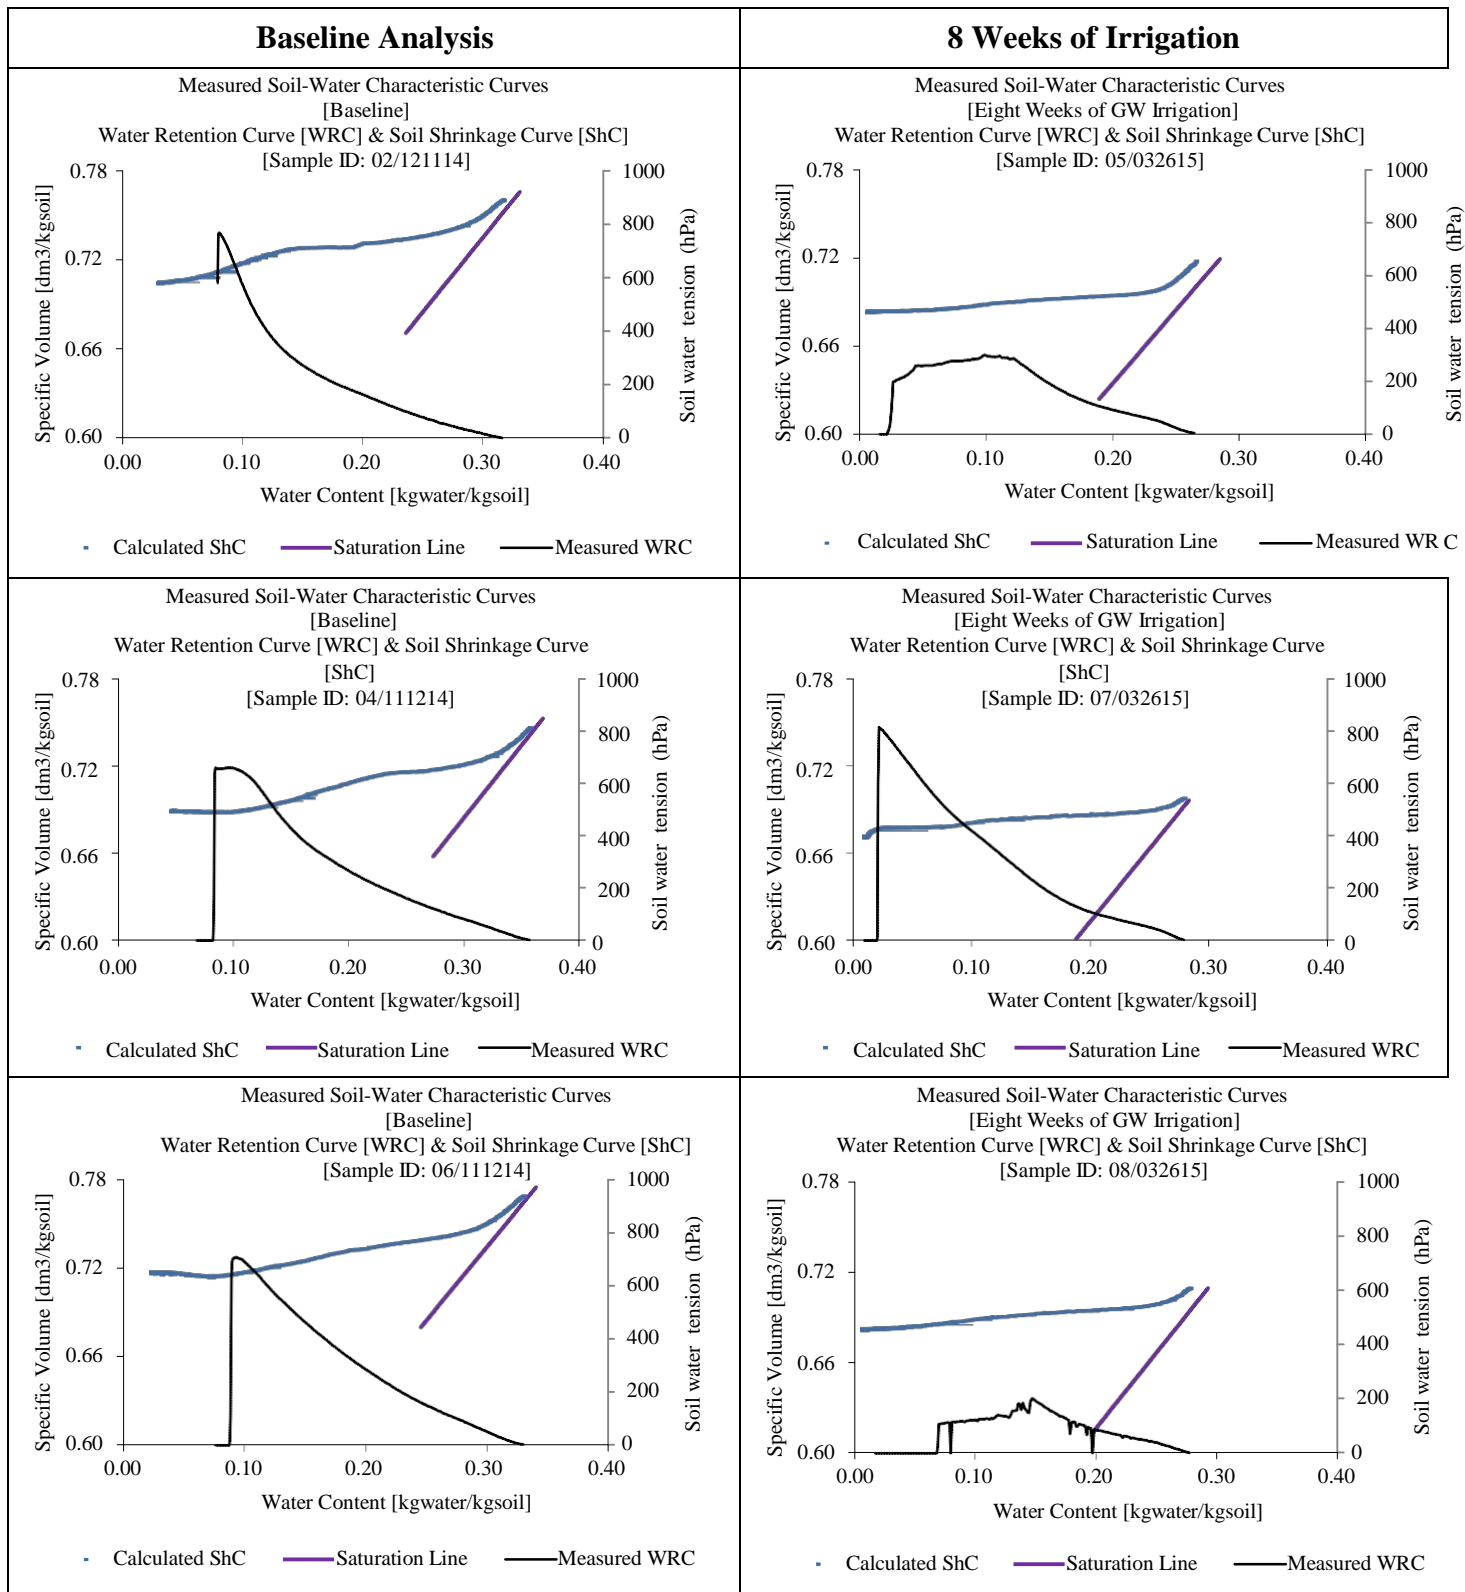 Baseline Analysis
8 Weeks of Irrigation
Measured Soil-Water Characteristic Curves
[Baseline]
Water Retention Curve [WRC] & Soil Shrinkage Curve [ShC]
[Sample ID: 02/121114]
0.78
0.72
0.66
0.60
Specific Volume [dm3/kgsoil]
1000
800
600
400
200
0
Soil water tension (hPa)
0.00 0.10 0.20 0.30 0.40
Water Content [kgwater/kgsoil]
Calculated ShC Saturation Line Measured WRC
Measured Soil-Water Characteristic Curves
[Eight Weeks of GW Irrigation]
Water Retention Curve [WRC] & Soil Shrinkage Curve [ShC]
[Sample ID: 05/032615]
0.78
0.72
0.66
0.60
Specific Volume [dm3/kgsoil]
1000
800
600
400
200
0
Soil water tension (hPa)
0.00 0.10 0.20 0.30 0.40
Water Content [kgwater/kgsoil]
Calculated ShC Saturation Line Measured WR C
Measured Soil-Water Characteristic Curves
[Baseline]
Water Retention Curve [WRC] & Soil Shrinkage Curve
[ShC]
[Sample ID: 04/111214]
0.78
0.72
0.66
0.60
Specific Volume [dm3/kgsoil]
1000
800
600
400
200
0
Soil water tension (hPa)
0.00 0.10 0.20 0.30 0.40
Water Content [kgwater/kgsoil]
Calculated ShC Saturation Line Measured WRC
Measured Soil-Water Characteristic Curves
[Eight Weeks of GW Irrigation]
Water Retention Curve [WRC] & Soil Shrinkage Curve
[ShC]
[Sample ID: 07/032615]
0.78
0.72
0.66
0.60
Specific Volume [dm3/kgsoil]
1000
800
600
400
200
0
Soil water tension (hPa)
0.00 0.10 0.20 0.30 0.40
Water Content [kgwater/kgsoil]
Calculated ShC Saturation Line Measured WRC
Measured Soil-Water Characteristic Curves
[Baseline]
Water Retention Curve [WRC] & Soil Shrinkage Curve [ShC]
[Sample ID: 06/111214]
0.78
0.72
0.66
0.60
Specific Volume [dm3/kgsoil]
1000
800
600
400
200
0
Soil water tension (hPa)
0.00 0.10 0.20 0.30 0.40
Water Content [kgwater/kgsoil]
Calculated ShC Saturation Line Measured WRC
Measured Soil-Water Characteristic Curves
[Eight Weeks of GW Irrigation]
Water Retention Curve [WRC] & Soil Shrinkage Curve [ShC]
[Sample ID: 08/032615]
0.78
0.72
0.66
0.60
Specific Volume [dm3/kgsoil]
1000
800
600
400
200
0
Soil water tension (hPa)
0.00 0.10 0.20 0.30 0.40
Water Content [kgwater/kgsoil]
Calculated ShC Saturation Line Measured WRC